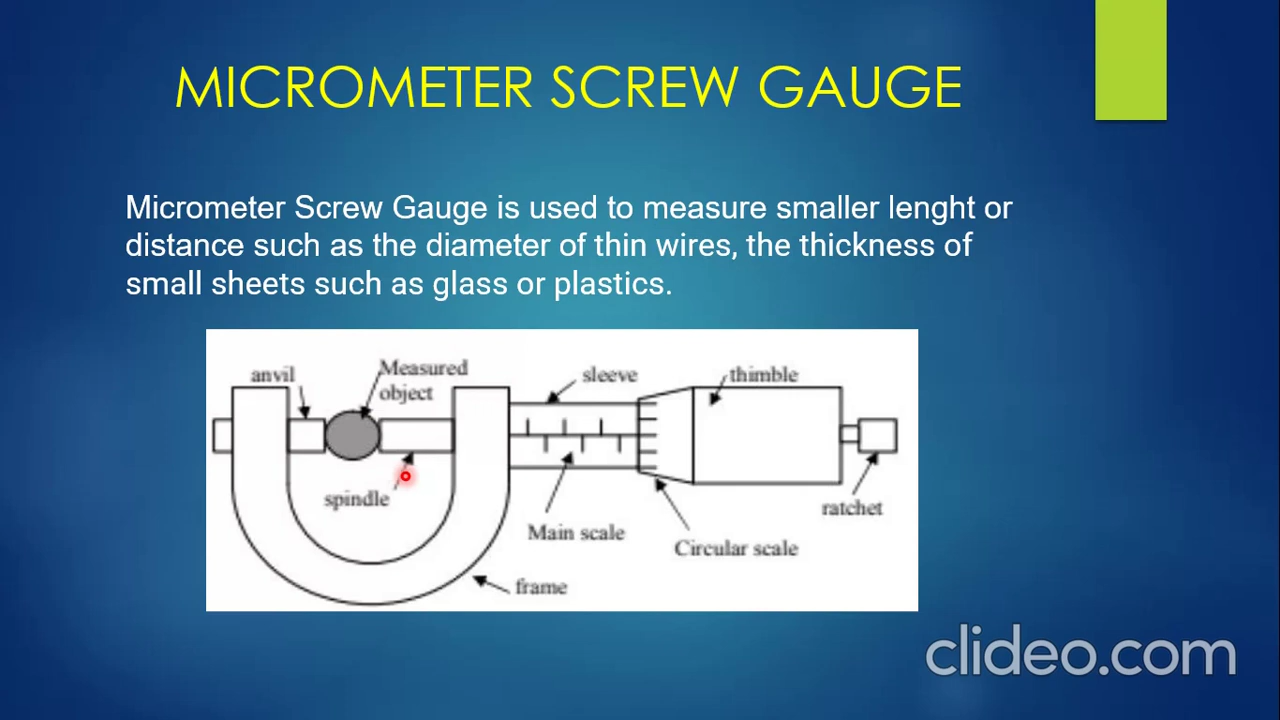 MICROMETER SCREW GAUGE
Micrometer Screw Gauge is used to measure smaller lenght or
distance such as the diameter of thin wires, the thickness of
small sheets such as glass or plastics.
anvil
Measured
object
sleeve
thimble
spindle
ratchet
Main scale
Circular scale
frame
clideo.com